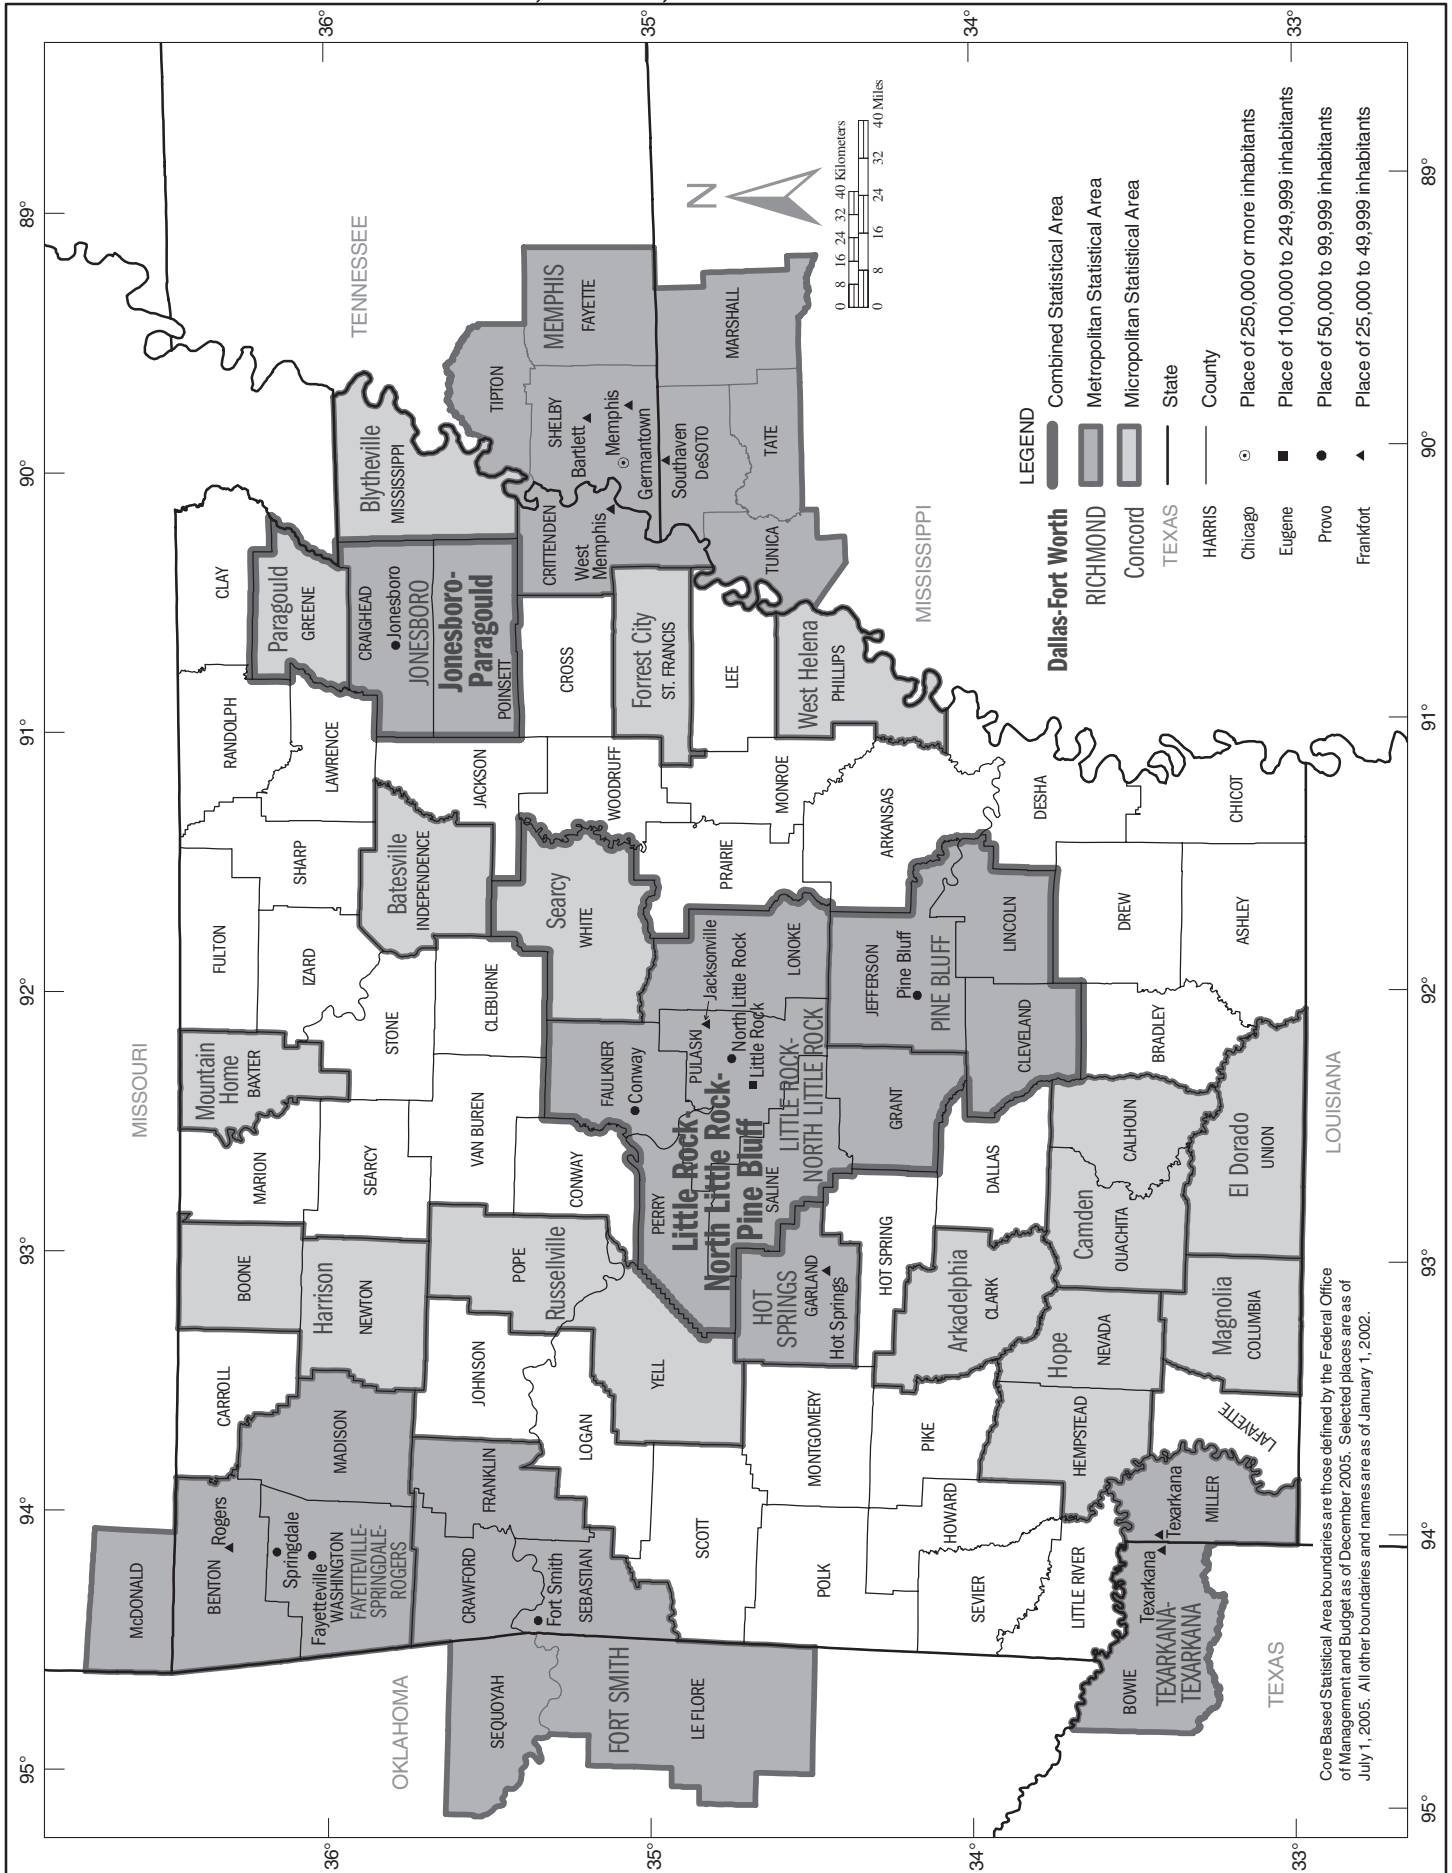 95°
94°
93°
92°
91°
90°
89°
36°
35°
34°
33°
MISSOURI
TENNESSEE
OKLAHOMA
MISSISSIPPI
TEXAS
LOUISIANA
McDONALD
BENTON
Rogers
Springdale
Fayetteville
WASHINGTON
FAYETTEVILLE-
SPRINGDALE-
ROGERS
CARROLL
MADISON
BOONE
Harrison
NEWTON
MARION
SEARCY
Mountain
Home
BAXTER
FULTON
IZARD
STONE
SHARP
RANDOLPH
LAWRENCE
CLAY
Paragould
GREENE
CRAIGHEAD
Jonesboro
JONESBORO
Jonesboro-
Paragould
POINSETT
Blytheville
MISSISSIPPI
Batesville
INDEPENDENCE
JACKSON
CRAWFORD
FRANKLIN
Fort Smith
SEBASTIAN
SEQUOYAH
FORT SMITH
LE FLORE
JOHNSON
LOGAN
POPE
Russellville
YELL
VAN BUREN
CONWAY
CLEBURNE
Searcy
WHITE
WOODRUFF
CROSS
CRITTENDEN
West
Memphis
TIPTON
SHELBY
Bartlett
Memphis
Germantown
MEMPHIS
FAYETTE
Southaven
DeSOTO
MARSHALL
TATE
TUNICA
Forrest City
ST. FRANCIS
LEE
West Helena
PHILLIPS
MONROE
PRAIRIE
FAULKNER
Conway
PERRY
Little Rock-
North Little Rock-
Pine Bluff
SALINE
PULASKI
Jacksonville
North Little Rock
Little Rock
LITTLE ROCK-
NORTH LITTLE ROCK
LONOKE
SCOTT
POLK
MONTGOMERY
HOT
SPRINGS
GARLAND
Hot Springs
HOT SPRING
GRANT
JEFFERSON
Pine Bluff
PINE BLUFF
ARKANSAS
LINCOLN
CLEVELAND
DALLAS
Arkadelphia
CLARK
PIKE
HOWARD
SEVIER
LITTLE RIVER
HEMPSTEAD
Hope
NEVADA
Camden
OUACHITA
CALHOUN
BRADLEY
DREW
DESHA
CHICOT
ASHLEY
El Dorado
UNION
Magnolia
COLUMBIA
LAFAYETTE
Texarkana
MILLER
Texarkana
BOWIE
TEXARKANA-
TEXARKANA
N
0 8 16 24 32 40 Kilometers
0 8 16 24 32 40 Miles
LEGEND
Dallas-Fort Worth Combined Statistical Area
RICHMOND Metropolitan Statistical Area
Concord Micropolitan Statistical Area
TEXAS State
HARRIS County
Chicago Place of 250,000 or more inhabitants
Eugene Place of 100,000 to 249,999 inhabitants
Provo Place of 50,000 to 99,999 inhabitants
Frankfort Place of 25,000 to 49,999 inhabitants
Core Based Statistical Area boundaries are those defined by the Federal Office
of Management and Budget as of December 2005. Selected places are as of
July 1, 2005. All other boundaries and names are as of January 1, 2002.
95°
94°
93°
92°
91°
90°
89°
36°
35°
34°
33°